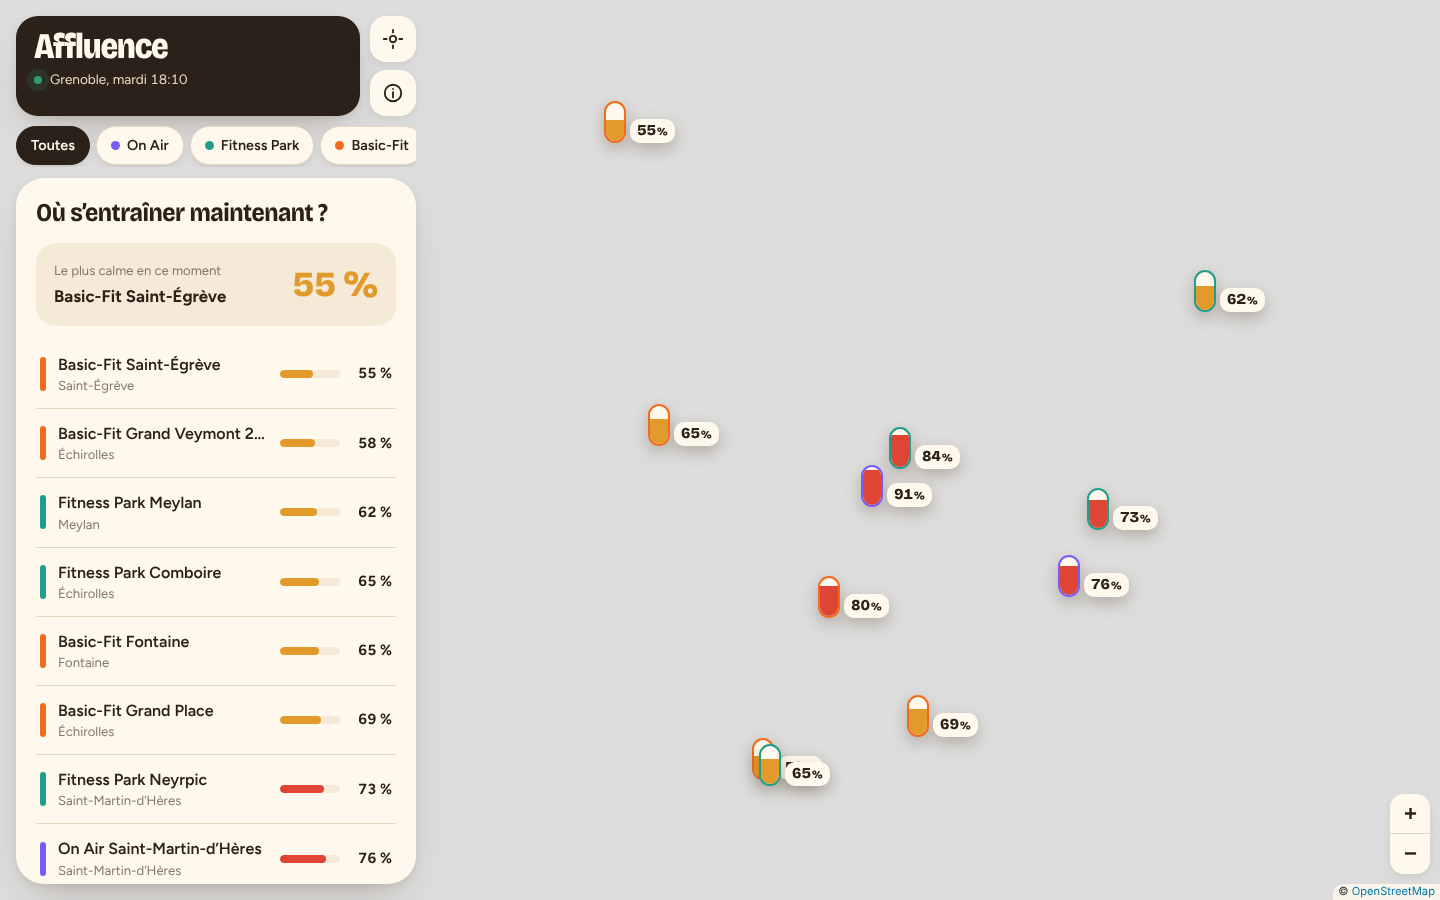 Affluence
Grenoble, mardi 18:10
Toutes
On Air
Fitness Park
Basic-Fit
Où s’entraîner maintenant ?
Le plus calme en ce moment
Basic-Fit Saint-Égrève
55 %
Basic-Fit Saint-Égrève
Saint-Égrève
55 %
Basic-Fit Grand Veymont 2...
Échirolles
58 %
Fitness Park Meylan
Meylan
62 %
Fitness Park Comboire
Échirolles
65 %
Basic-Fit Fontaine
Fontaine
65 %
Basic-Fit Grand Place
Échirolles
69 %
Fitness Park Neyrpic
Saint-Martin-d’Hères
73 %
On Air Saint-Martin-d’Hères
Saint-Martin-d’Hères
76 %
55%
62%
65%
84%
91%
73%
76%
80%
69%
65%
+
−
© OpenStreetMap